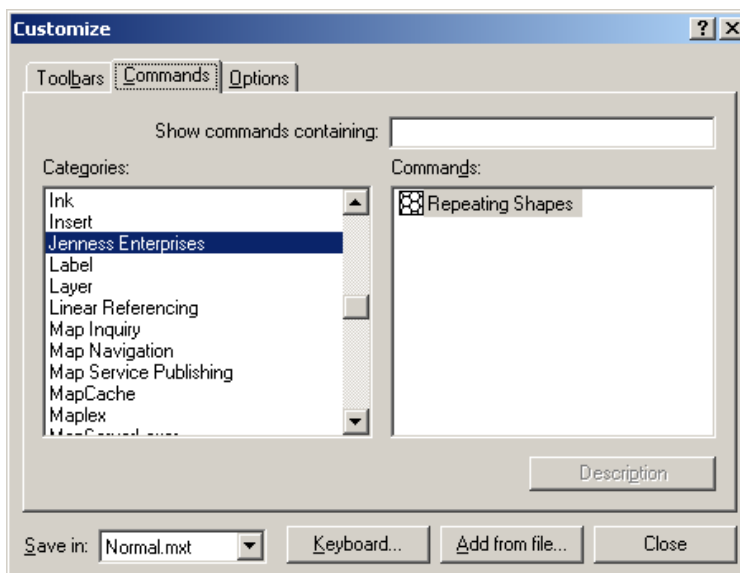 Customize
Toolbars Commands Options
Show commands containing:
Categories:
Commands:
Ink
Insert
Jenness Enterprises
Label
Layer
Linear Referencing
Map Inquiry
Map Navigation
Map Service Publishing
MapCache
Maplex
Repeating Shapes
Description
Save in: Normal.mxt Keyboard... Add from file... Close